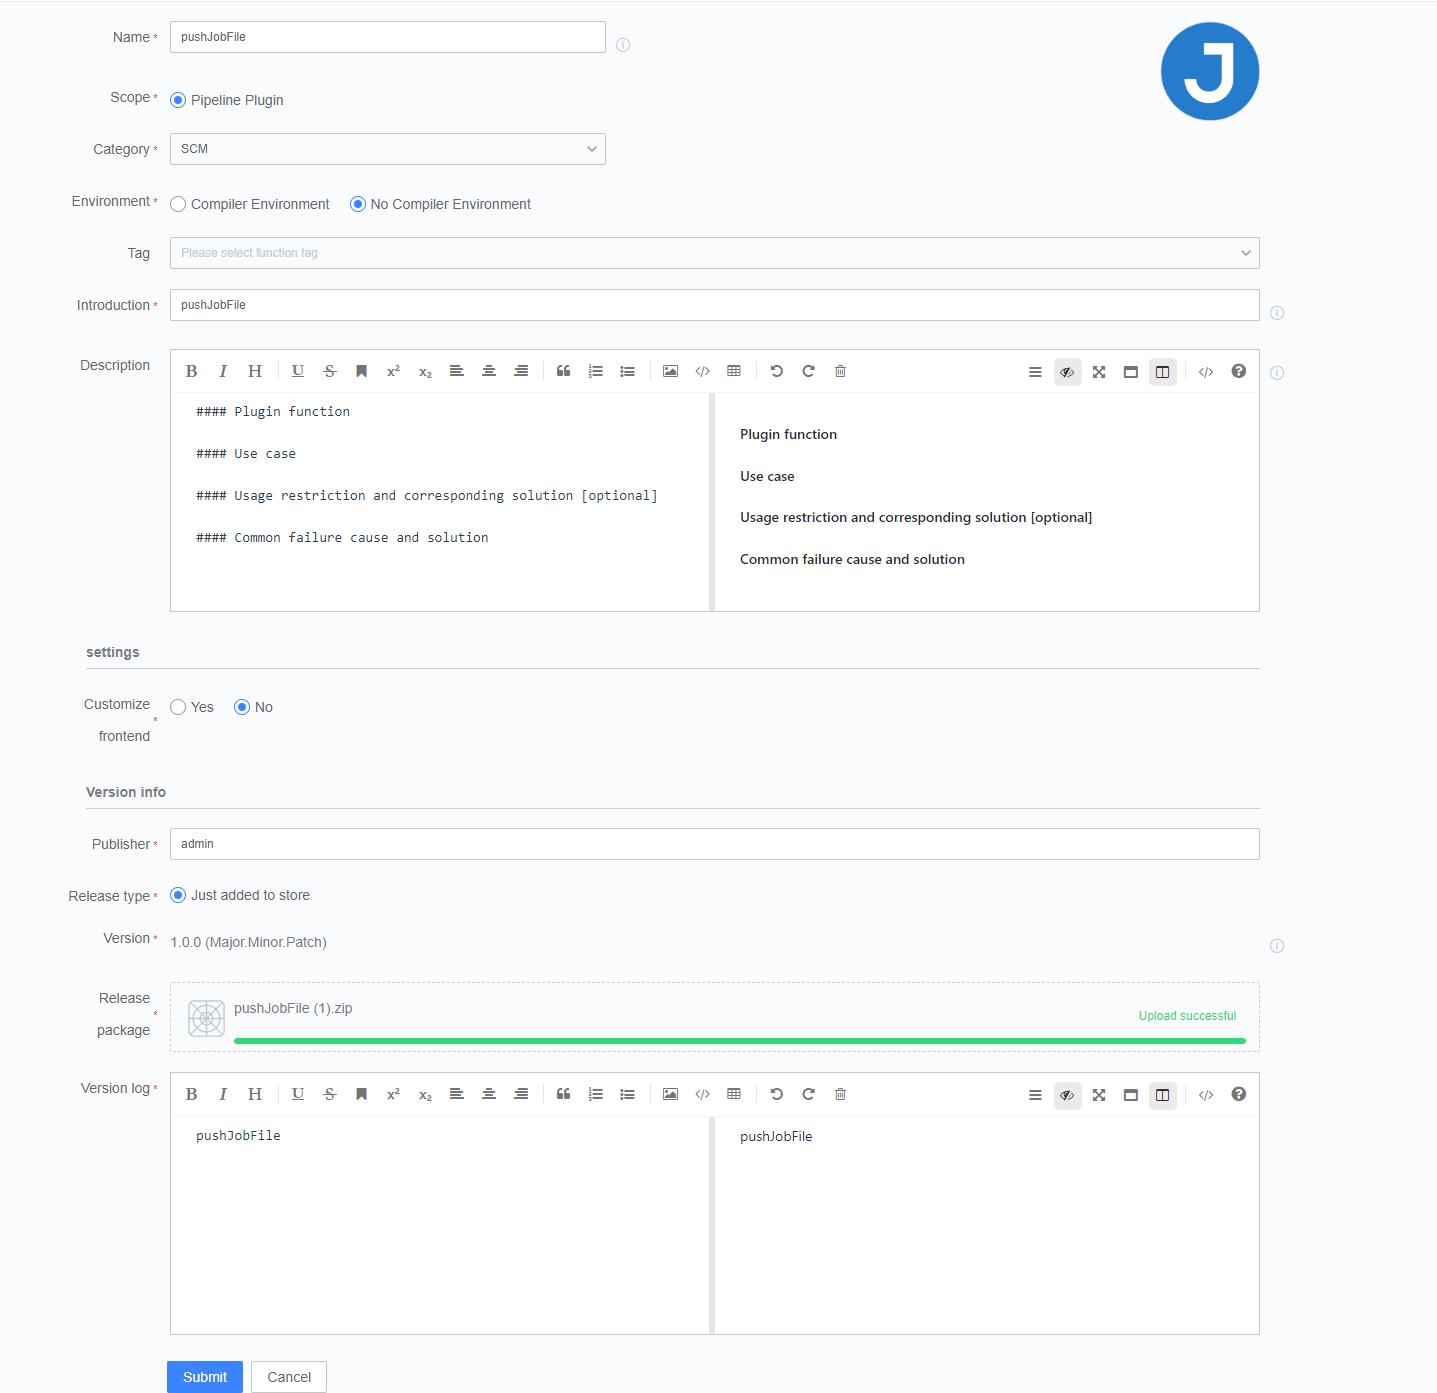 Name *
pushJobFile
J
Scope *
Pipeline Plugin
Category *
SCM
Environment *
Compiler Environment
No Compiler Environment
Tag
Please select function tag
Introduction *
pushJobFile
Description
B I H U S x² x₂
#### Plugin function
#### Use case
#### Usage restriction and corresponding solution [optional]
#### Common failure cause and solution
Plugin function
Use case
Usage restriction and corresponding solution [optional]
Common failure cause and solution
settings
Customize
frontend *
Yes
No
Version info
Publisher *
admin
Release type *
Just added to store
Version *
1.0.0 (Major.Minor.Patch)
Release
package *
pushJobFile (1).zip
Upload successful
Version log *
B I H U S x² x₂
pushJobFile
pushJobFile
Submit
Cancel